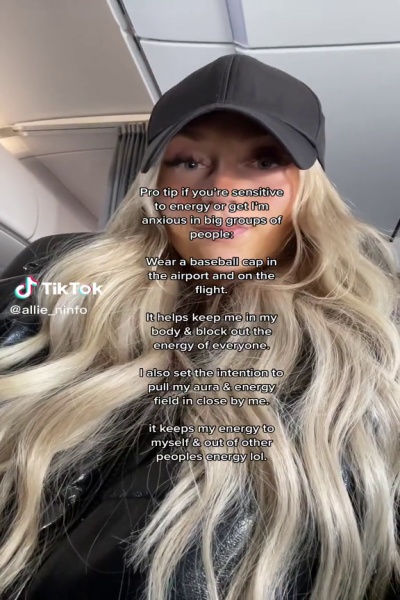 Pro tip if you're sensitive
to energy or get I'm
anxious in big groups of
people:
Wear a baseball cap in
the airport and on the
flight.
It helps keep me in my
body & block out the
energy of everyone.
I also set the intention to
pull my aura & energy
field in close by me.
it keeps my energy to
myself & out of other
peoples energy lol.
TikTok
@allie_ninfo